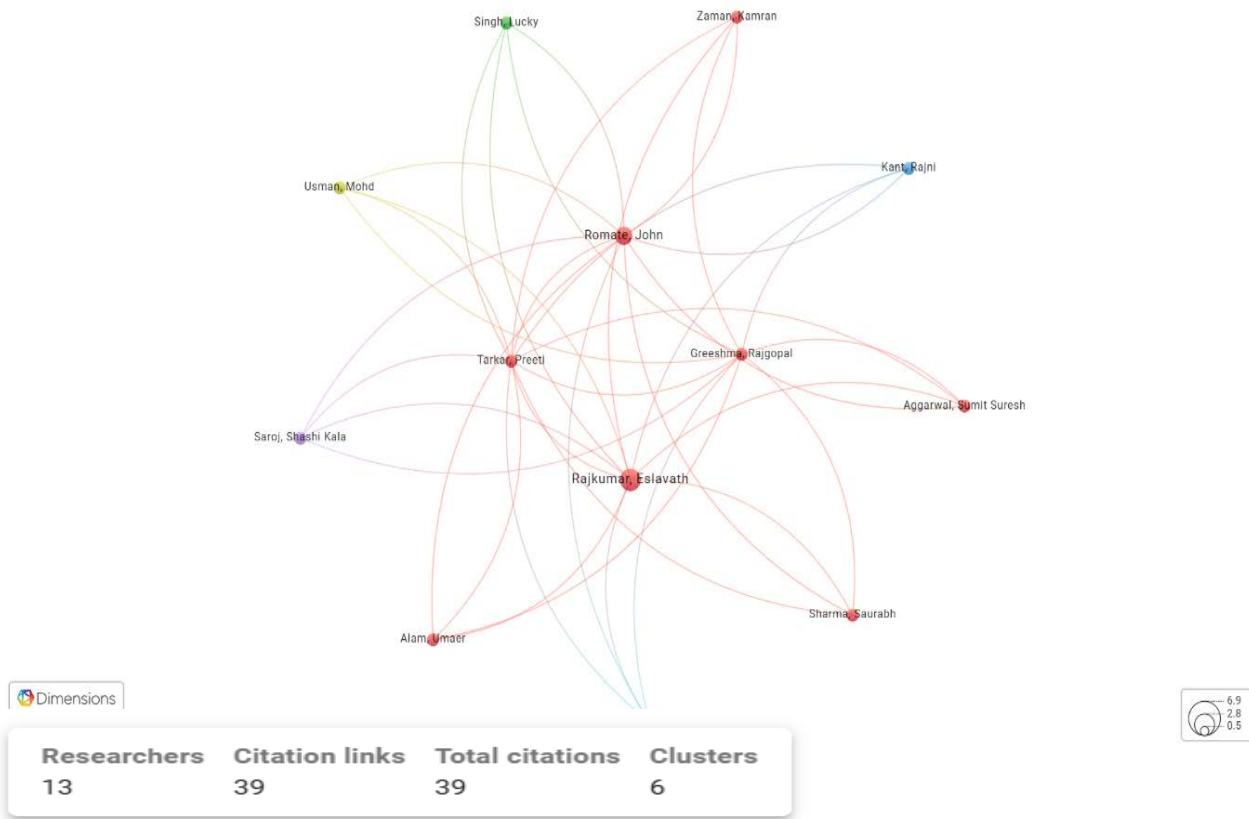 Singh, Lucky
Zaman, Kamran
Kant, Rajni
Usman, Mohd
Romate, John
Tarkar, Preeti
Greeshma, Rajgopal
Aggarwal, Sumit Suresh
Saroj, Shashi Kala
Rajkumar, Eslavath
Sharma, Saurabh
Alam, Umaer
Dimensions
6.9
2.8
0.5
Researchers Citation links Total citations Clusters
13 39 39 6